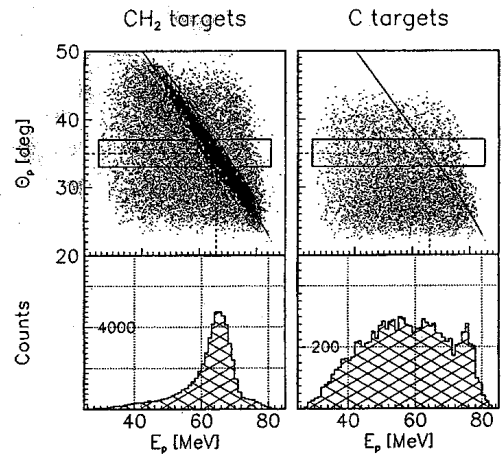 CH₂ targets
C targets
50
40
30
20
Θₚ [deg]
Counts
4000
200
40
60
80
40
60
80
Eₚ [MeV]
Eₚ [MeV]